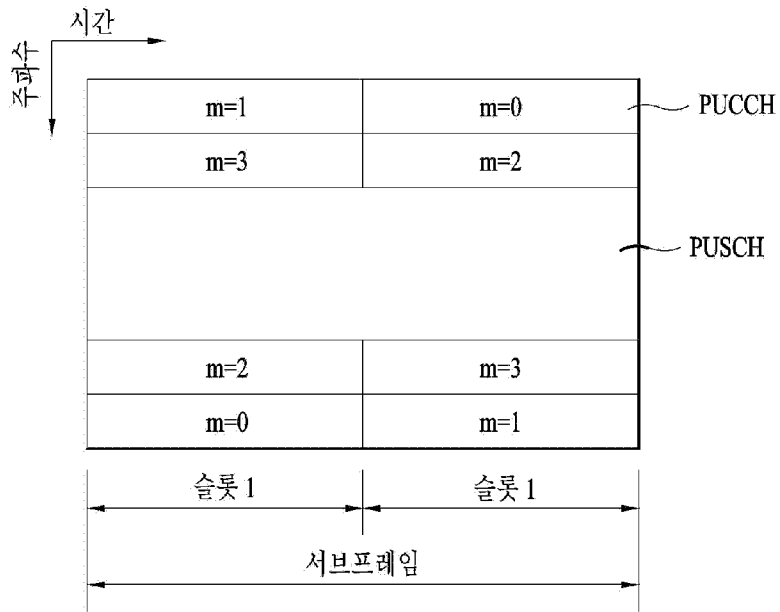 시간
주파수
m=1 m=0 PUCCH
m=3 m=2
PUSCH
m=2 m=3
m=0 m=1
슬롯 1 슬롯 1
서브프레임